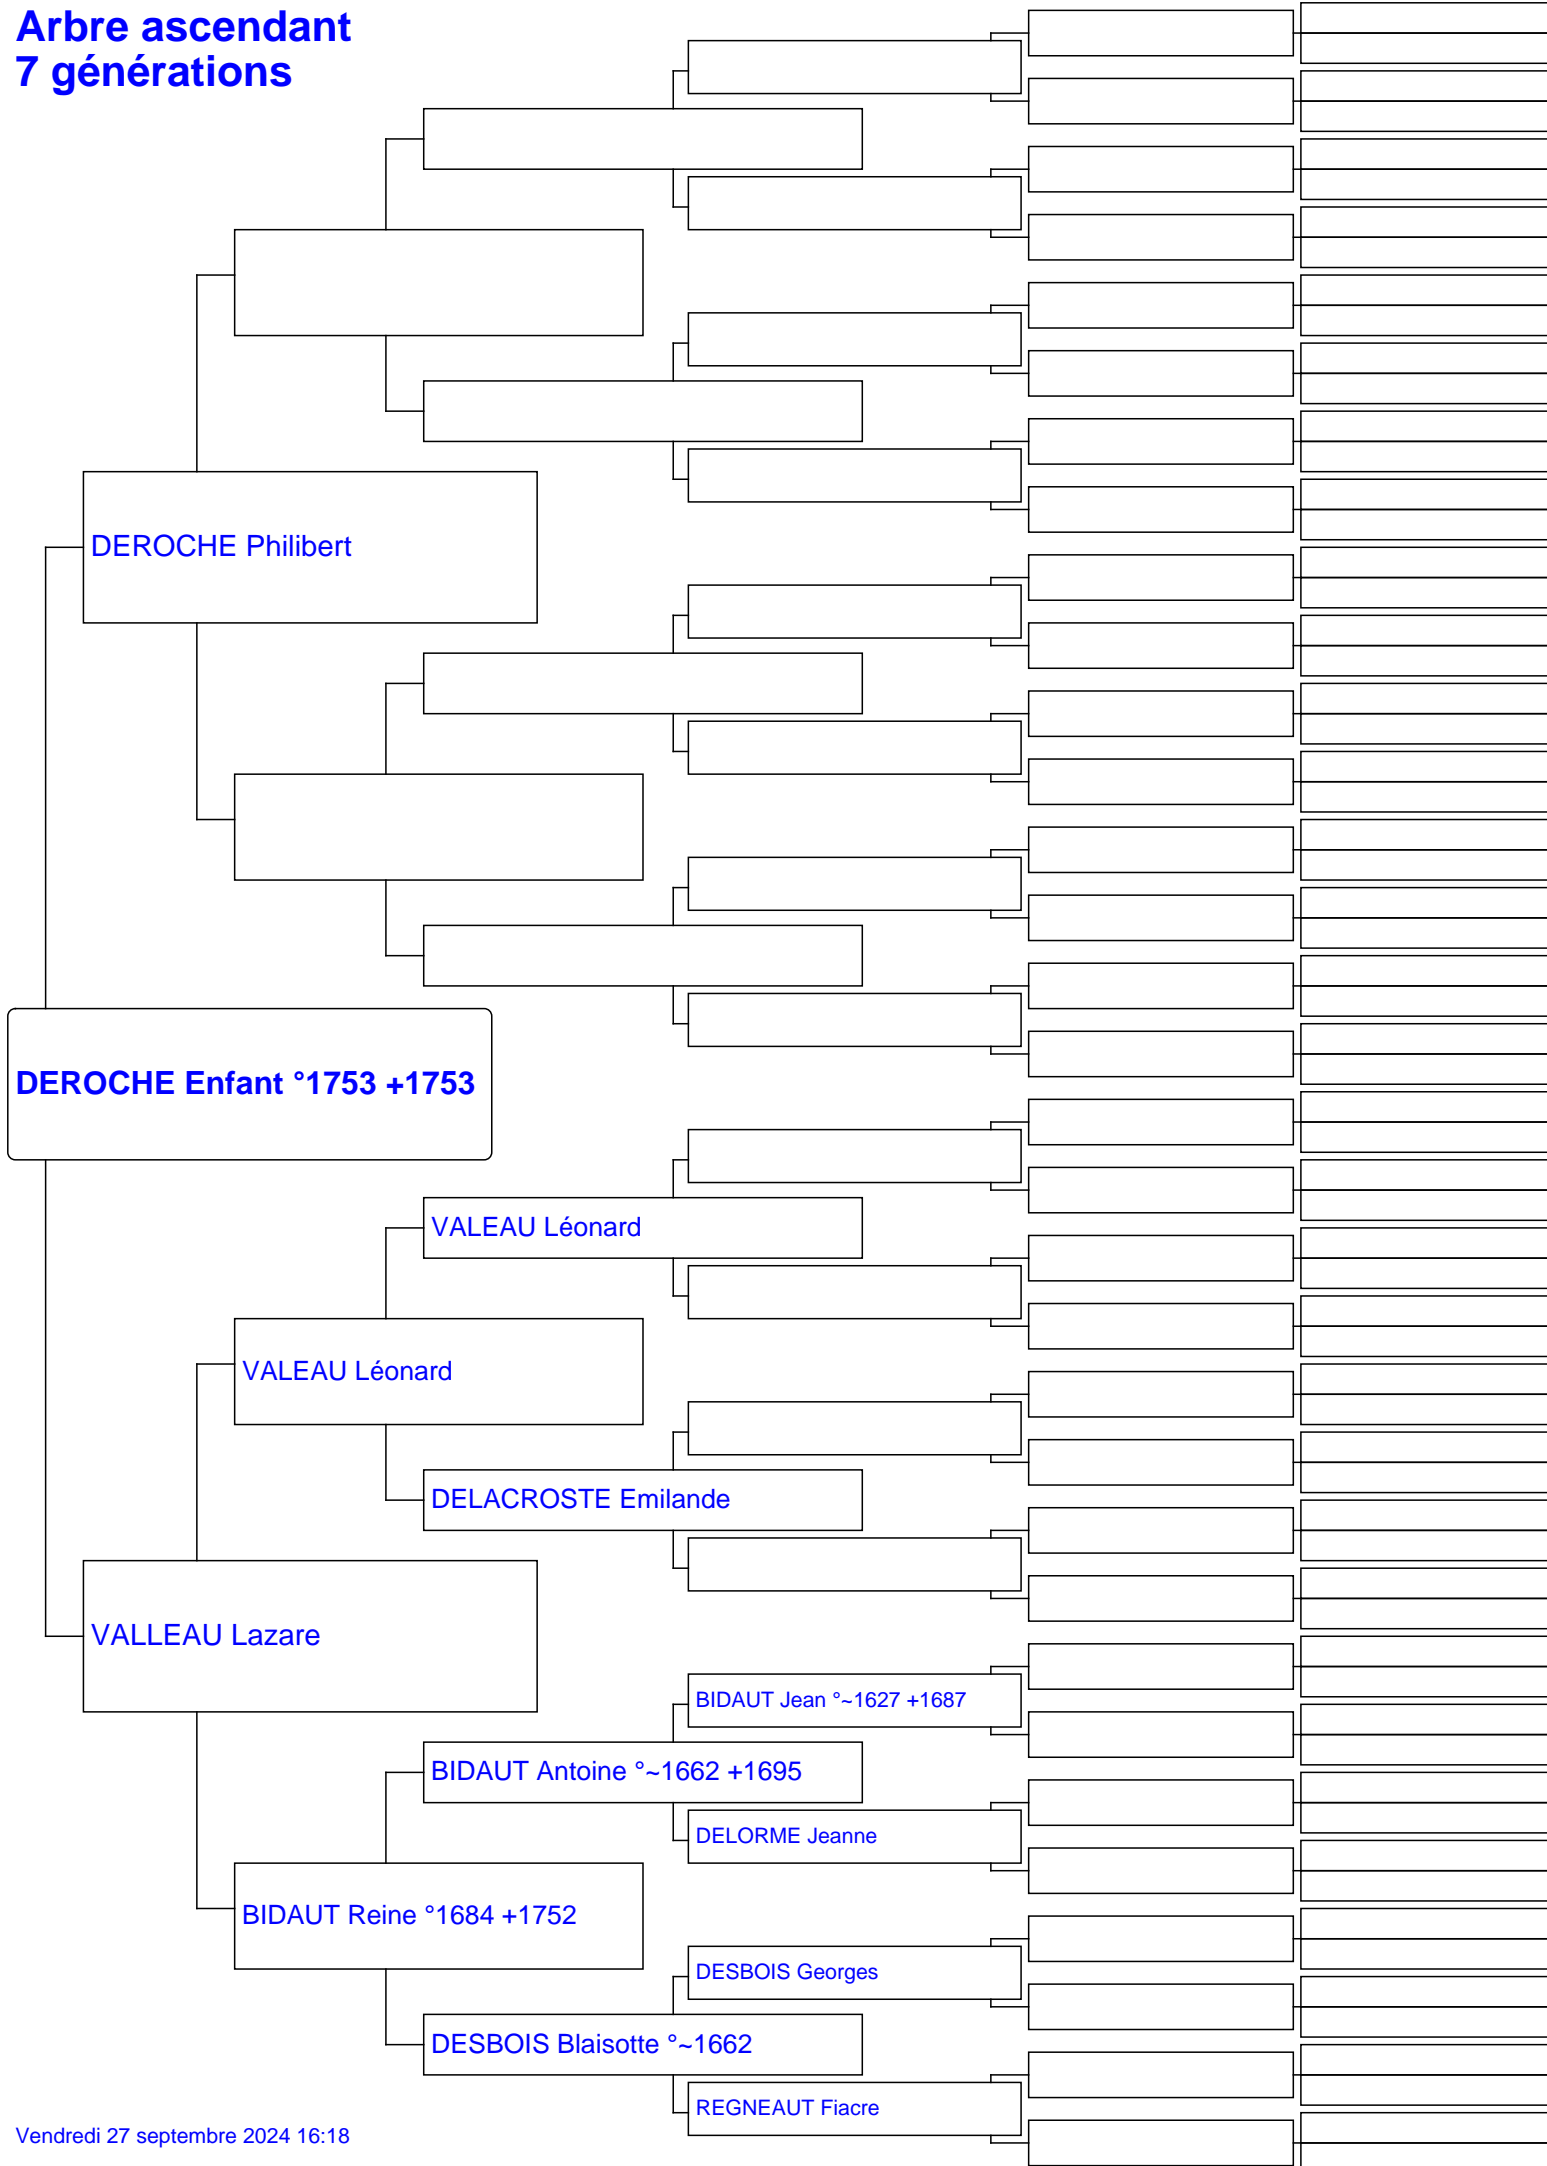 Arbre ascendant
7 générations
DEROCHE Philibert
DEROCHE Enfant °1753 +1753
VALEAU Léonard
VALEAU Léonard
DELACROSTE Emilande
VALLEAU Lazare
BIDAUT Jean °~1627 +1687
BIDAUT Antoine °~1662 +1695
DELORME Jeanne
BIDAUT Reine °1684 +1752
DESBOIS Georges
DESBOIS Blaisotte °~1662
REGNEAUT Fiacre
Vendredi 27 septembre 2024 16:18